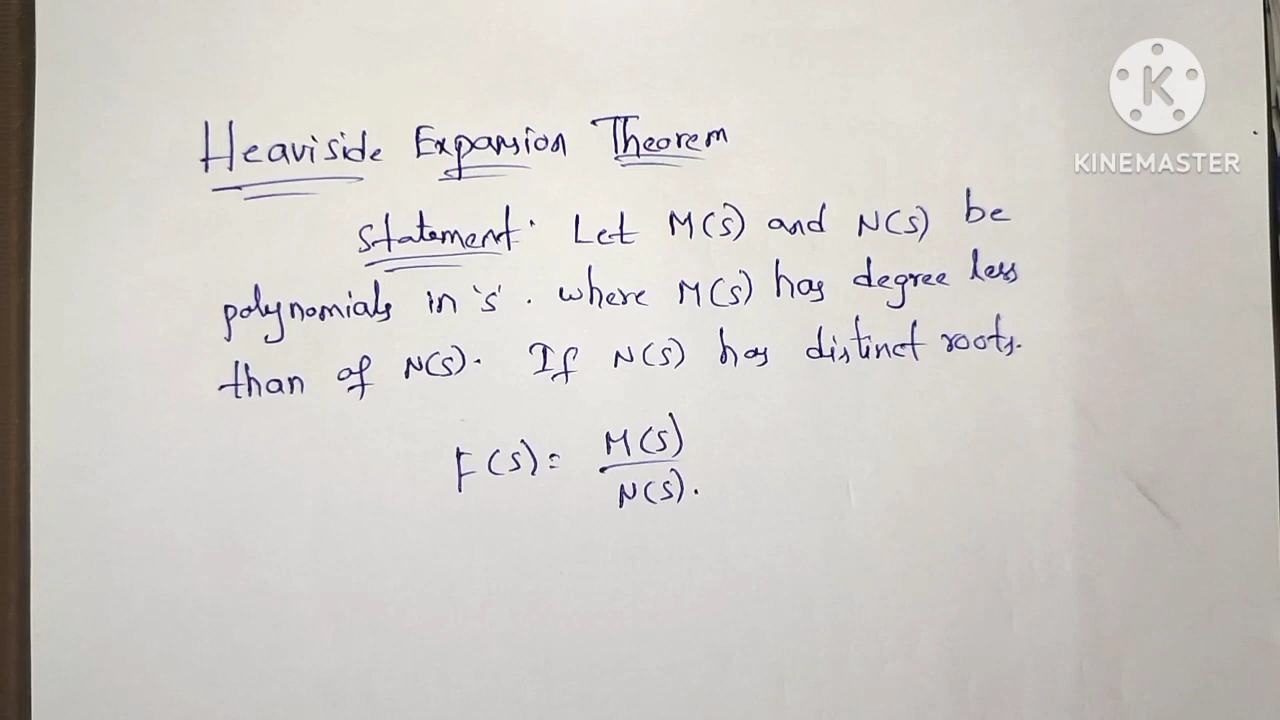 Heaviside Expansion Theorem
Statement: Let M(s) and N(s) be
polynomials in 's'. where M(s) has degree less
than of N(s). If N(s) has distinct roots.
F(s) = M(s)
N(s).
K
KINEMASTER